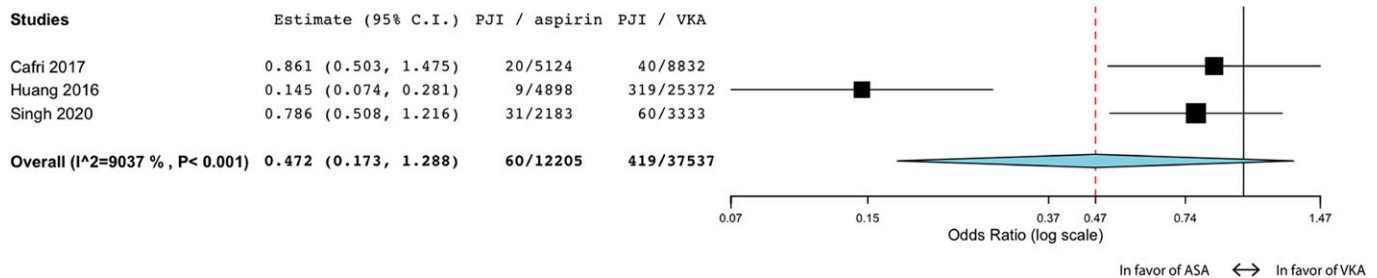 Studies Estimate (95% C.I.) PJI / aspirin PJI / VKA
Cafri 2017 0.861 (0.503, 1.475) 20/5124 40/8832
Huang 2016 0.145 (0.074, 0.281) 9/4898 319/25372
Singh 2020 0.786 (0.508, 1.216) 31/2183 60/3333
Overall (I^2=9037 % , P< 0.001) 0.472 (0.173, 1.288) 60/12205 419/37537
0.07 0.15 0.37 0.47 0.74 1.47
Odds Ratio (log scale)
In favor of ASA ↔ In favor of VKA